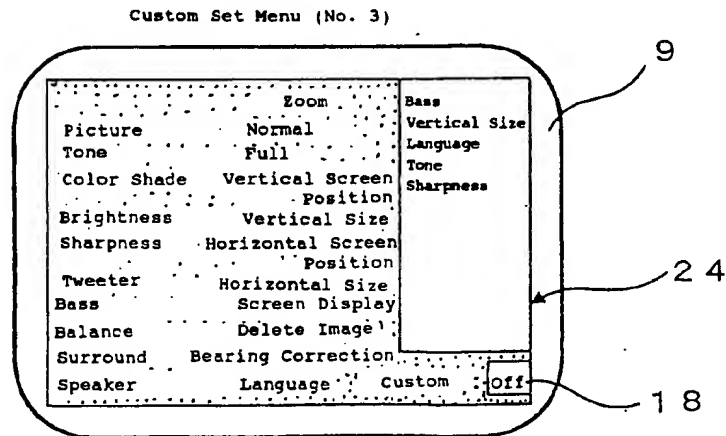 Custom Set Menu (No. 3)
9
Zoom
Picture Normal
Tone Full
Color Shade Vertical Screen
Position
Brightness Vertical Size
Sharpness Horizontal Screen
Position
Tweeter Horizontal Size
Bass Screen Display
Balance Delete Image
Surround Bearing Correction
Speaker Language Custom Off
Bass
Vertical Size
Language
Tone
Sharpness
24
18